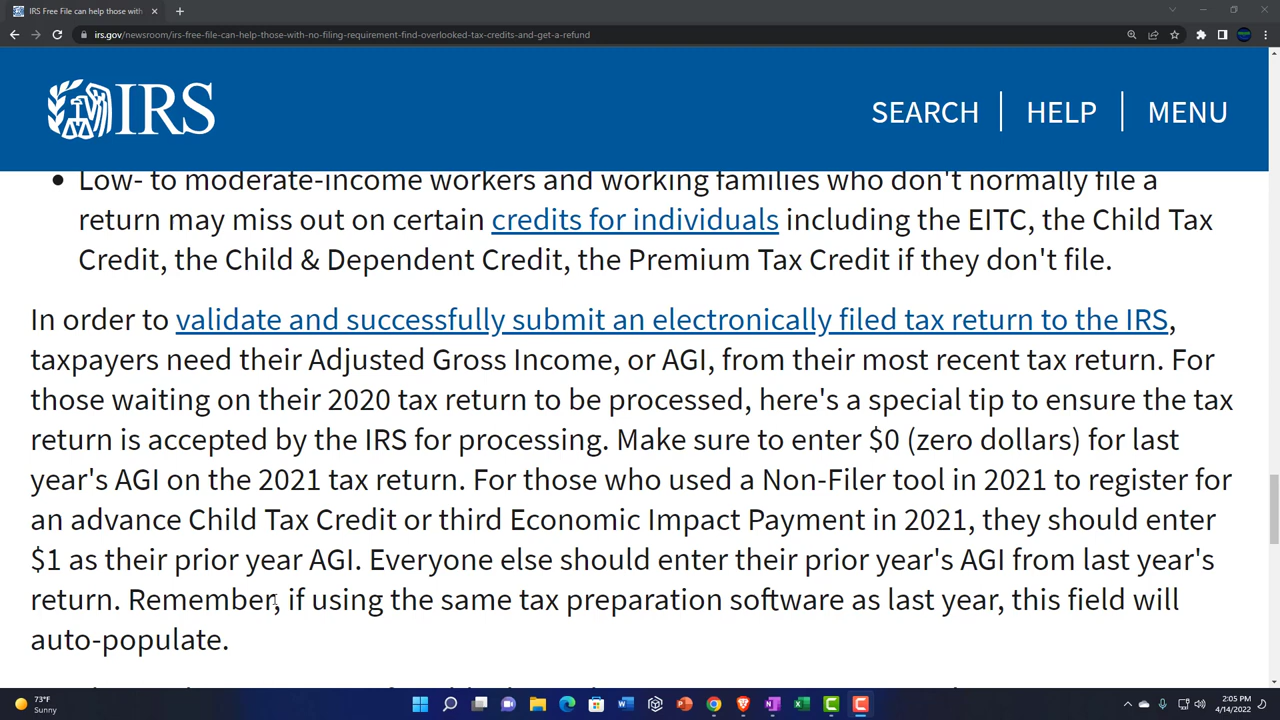 IRS Free File can help those with
irs.gov/newsroom/irs-free-file-can-help-those-with-no-filing-requirement-find-overlooked-tax-credits-and-get-a-refund
IRS
SEARCH
HELP
MENU
Low- to moderate-income workers and working families who don't normally file a
return may miss out on certain credits for individuals including the EITC, the Child Tax
Credit, the Child & Dependent Credit, the Premium Tax Credit if they don't file.
In order to validate and successfully submit an electronically filed tax return to the IRS,
taxpayers need their Adjusted Gross Income, or AGI, from their most recent tax return. For
those waiting on their 2020 tax return to be processed, here's a special tip to ensure the tax
return is accepted by the IRS for processing. Make sure to enter $0 (zero dollars) for last
year's AGI on the 2021 tax return. For those who used a Non-Filer tool in 2021 to register for
an advance Child Tax Credit or third Economic Impact Payment in 2021, they should enter
$1 as their prior year AGI. Everyone else should enter their prior year's AGI from last year's
return. Remember, if using the same tax preparation software as last year, this field will
auto-populate.
73°F
Sunny
2:05 PM
4/14/2022